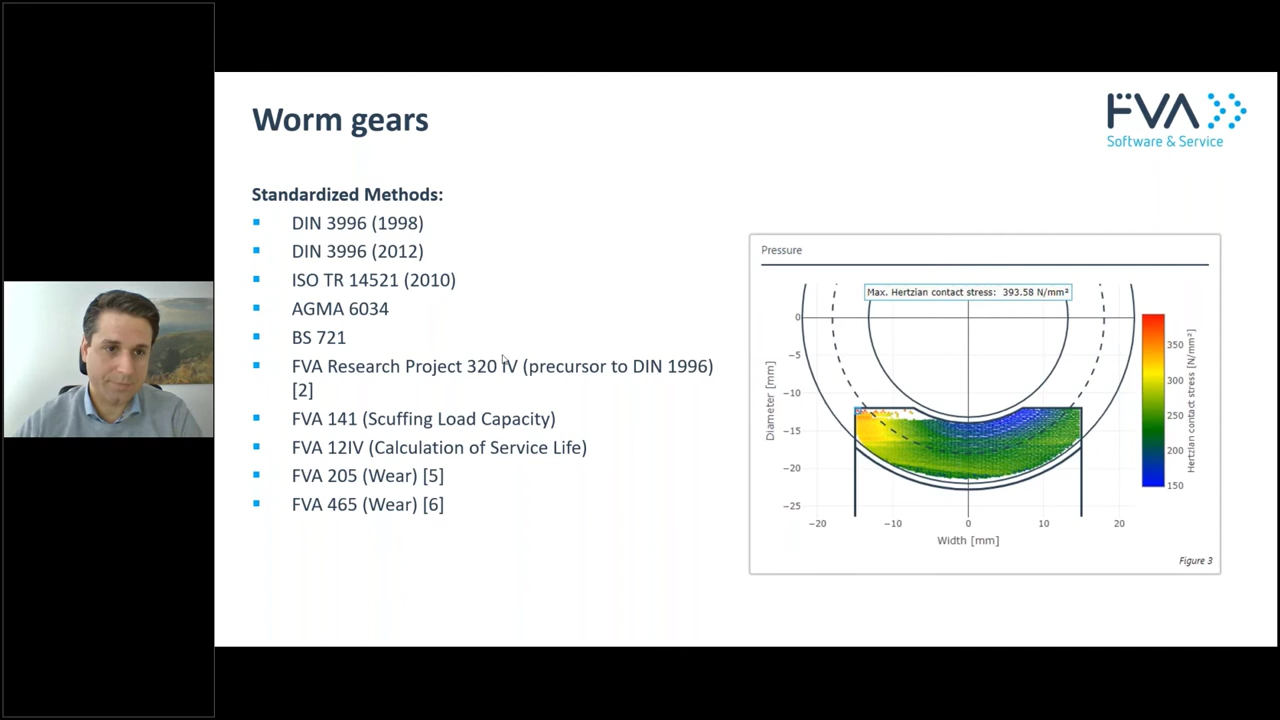 Worm gears
FVA
Software & Service
Standardized Methods:
DIN 3996 (1998)
DIN 3996 (2012)
ISO TR 14521 (2010)
AGMA 6034
BS 721
FVA Research Project 320 IV (precursor to DIN 1996)
[2]
FVA 141 (Scuffing Load Capacity)
FVA 12IV (Calculation of Service Life)
FVA 205 (Wear) [5]
FVA 465 (Wear) [6]
Pressure
Max. Hertzian contact stress: 393.58 N/mm²
0
−5
−10
−15
−20
−25
Diameter [mm]
−20
−10
0
10
20
Width [mm]
350
300
250
200
150
Hertzian contact stress [N/mm²]
Figure 3